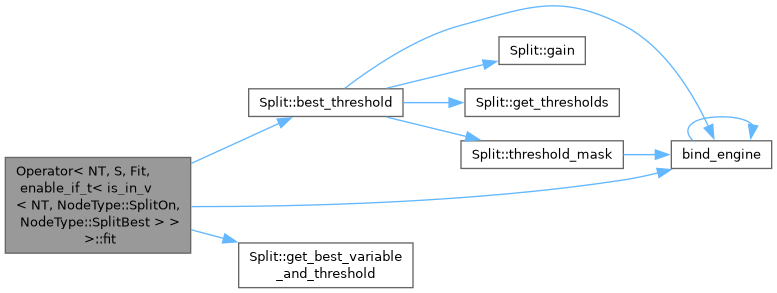 Operator< NT, S, Fit,
enable_if_t< is_in_v
< NT, NodeType::SplitOn,
NodeType::SplitBest > >
>::fit
Split::best_threshold
Split::gain
Split::get_thresholds
Split::threshold_mask
bind_engine
Split::get_best_variable
_and_threshold